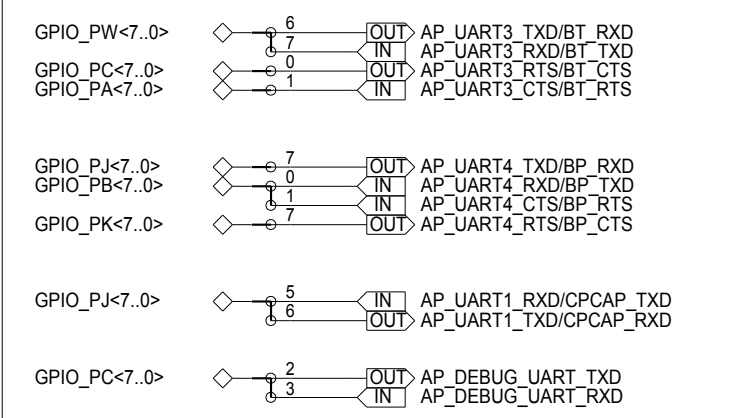 GPIO_PW<7..0> 6 OUT AP_UART3_TXD/BT_RXD
7 IN AP_UART3_RXD/BT_TXD
GPIO_PC<7..0> 0 OUT AP_UART3_RTS/BT_CTS
GPIO_PA<7..0> 1 IN AP_UART3_CTS/BT_RTS
GPIO_PJ<7..0> 7 OUT AP_UART4_TXD/BP_RXD
GPIO_PB<7..0> 0 IN AP_UART4_RXD/BP_TXD
1 IN AP_UART4_CTS/BP_RTS
GPIO_PK<7..0> 7 OUT AP_UART4_RTS/BP_CTS
GPIO_PJ<7..0> 5 IN AP_UART1_RXD/CPCAP_TXD
6 OUT AP_UART1_TXD/CPCAP_RXD
GPIO_PC<7..0> 2 OUT AP_DEBUG_UART_TXD
3 IN AP_DEBUG_UART_RXD